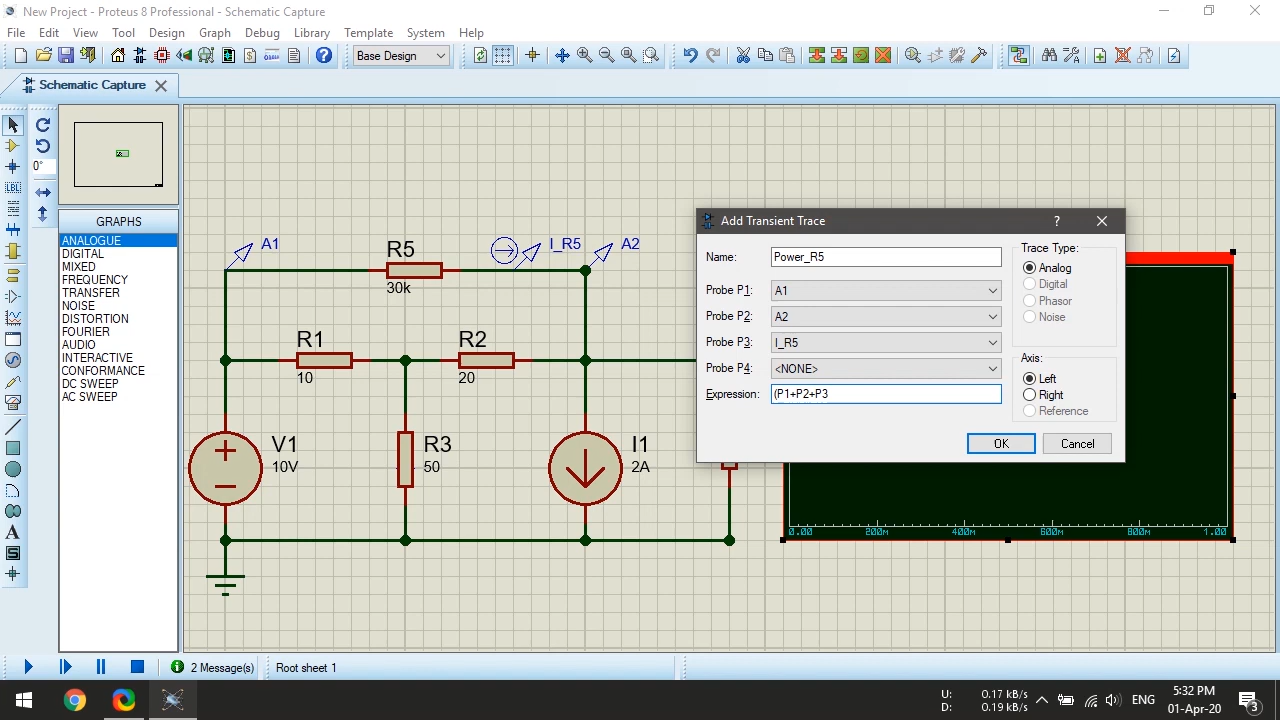 New Project - Proteus 8 Professional - Schematic Capture
File Edit View Tool Design Graph Debug Library Template System Help
Base Design
Schematic Capture
0°
LBL
GRAPHS
ANALOGUE
DIGITAL
MIXED
FREQUENCY
TRANSFER
NOISE
DISTORTION
FOURIER
AUDIO
INTERACTIVE
CONFORMANCE
DC SWEEP
AC SWEEP
A
S
A1
R5
30k
I_R5
A2
R1
10
R2
20
V1
10V
R3
50
I1
2A
Add Transient Trace
?
Name: Power_R5
Probe P1: A1
Probe P2: A2
Probe P3: I_R5
Probe P4: <NONE>
Expression: (P1+P2+P3
Trace Type:
Analog
Digital
Phasor
Noise
Axis:
Left
Right
Reference
OK Cancel
0.00 200m 400m 600m 800m 1.00
2 Message(s) Root sheet 1
U: 0.17 kB/s
D: 0.19 kB/s
ENG
5:32 PM
01-Apr-20
3